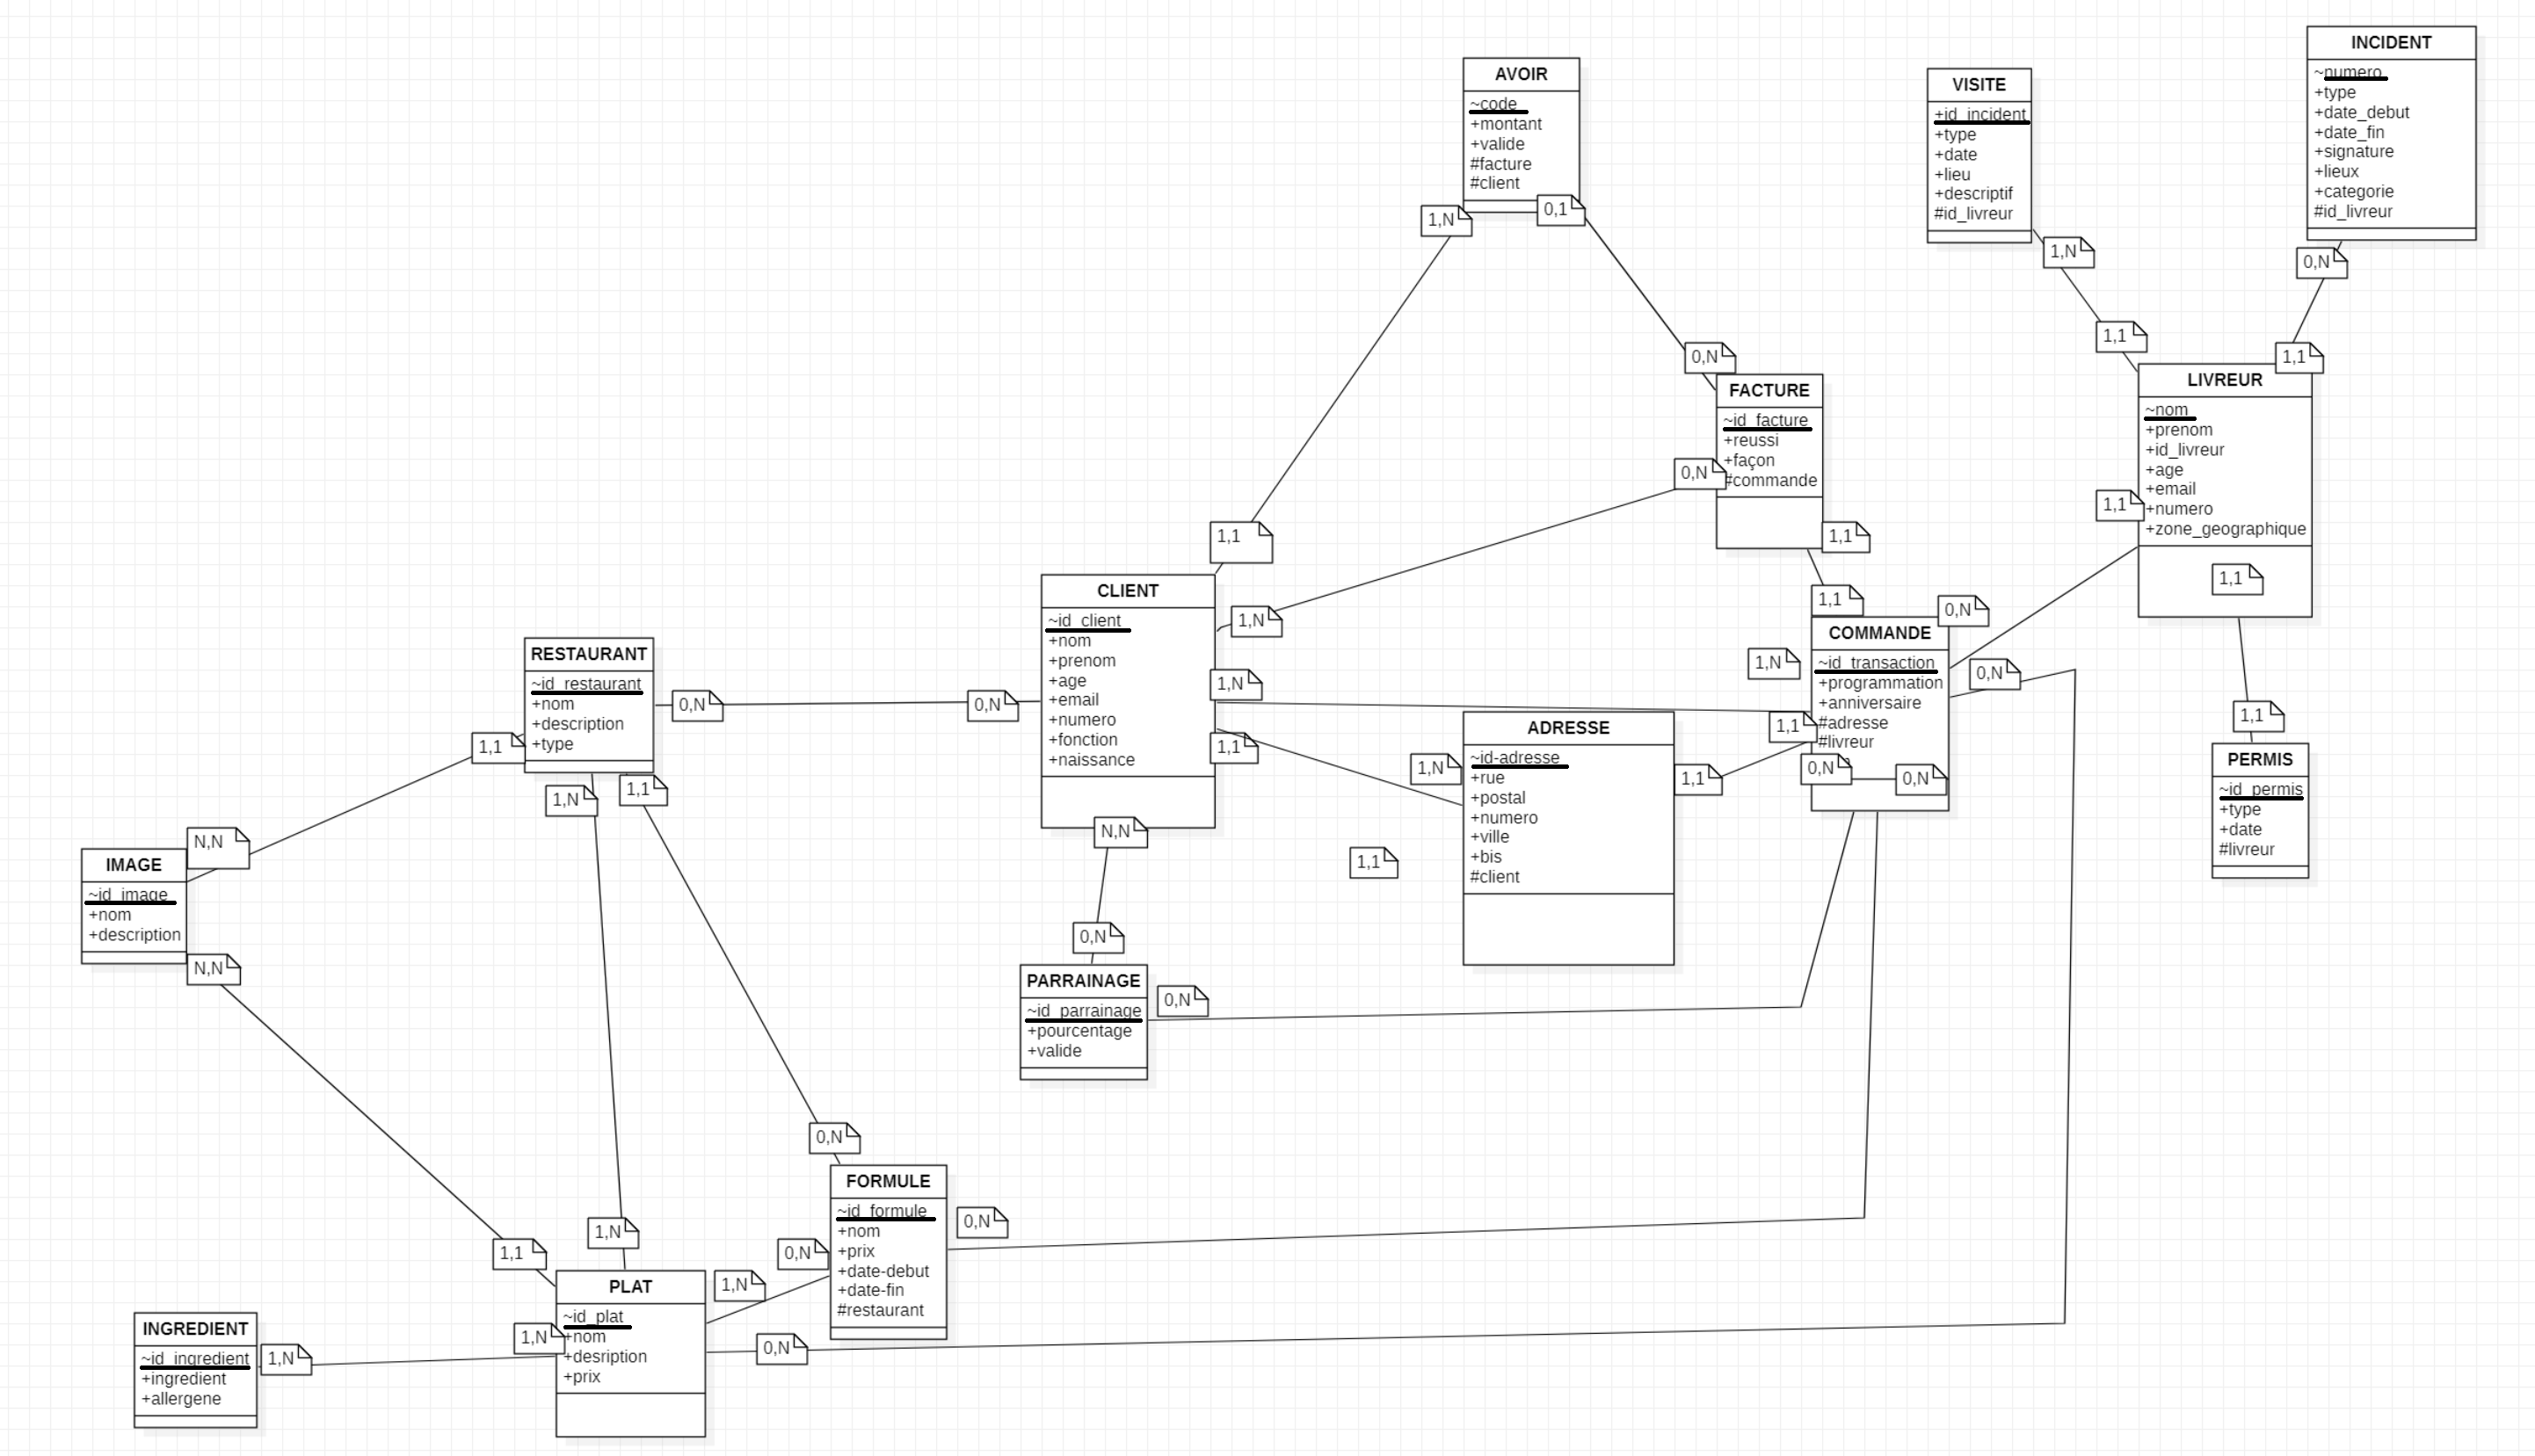 INCIDENT
~numero
+type
+date_debut
+date_fin
+signature
+lieux
+categorie
#id_livreur
0,N
1,1
AVOIR
~code
+montant
+valide
#facture
#client
1,N
0,1
VISITE
+id_incident
+type
+date
+lieu
+descriptif
#id_livreur
1,N
1,1
0,N
FACTURE
~id_facture
+reussi
+façon
#commande
0,N
1,1
LIVREUR
~nom
+prenom
+id_livreur
+age
+email
+numero
+zone_geographique
1,1
1,1
1,1
PERMIS
~id_permis
+type
+date
#livreur
1,1
CLIENT
~id_client
+nom
+prenom
+age
+email
+numero
+fonction
+naissance
1,N
1,N
1,1
0,N
N,N
1,1
0,N
COMMANDE
~id_transaction
+programmation
+anniversaire
#adresse
#livreur
1,N
0,N
1,1
0,N
0,N
ADRESSE
~id-adresse
+rue
+postal
+numero
+ville
+bis
#client
1,N
1,1
1,1
RESTAURANT
~id_restaurant
+nom
+description
+type
0,N
1,1
1,N
1,1
IMAGE
~id_image
+nom
+description
N,N
N,N
0,N
PARRAINAGE
~id_parrainage
+pourcentage
+valide
0,N
0,N
FORMULE
~id_formule
+nom
+prix
+date-debut
+date-fin
#restaurant
0,N
0,N
1,N
1,1
PLAT
~id_plat
+nom
+desription
+prix
1,N
1,N
0,N
INGREDIENT
~id_ingredient
+ingredient
+allergene
1,N